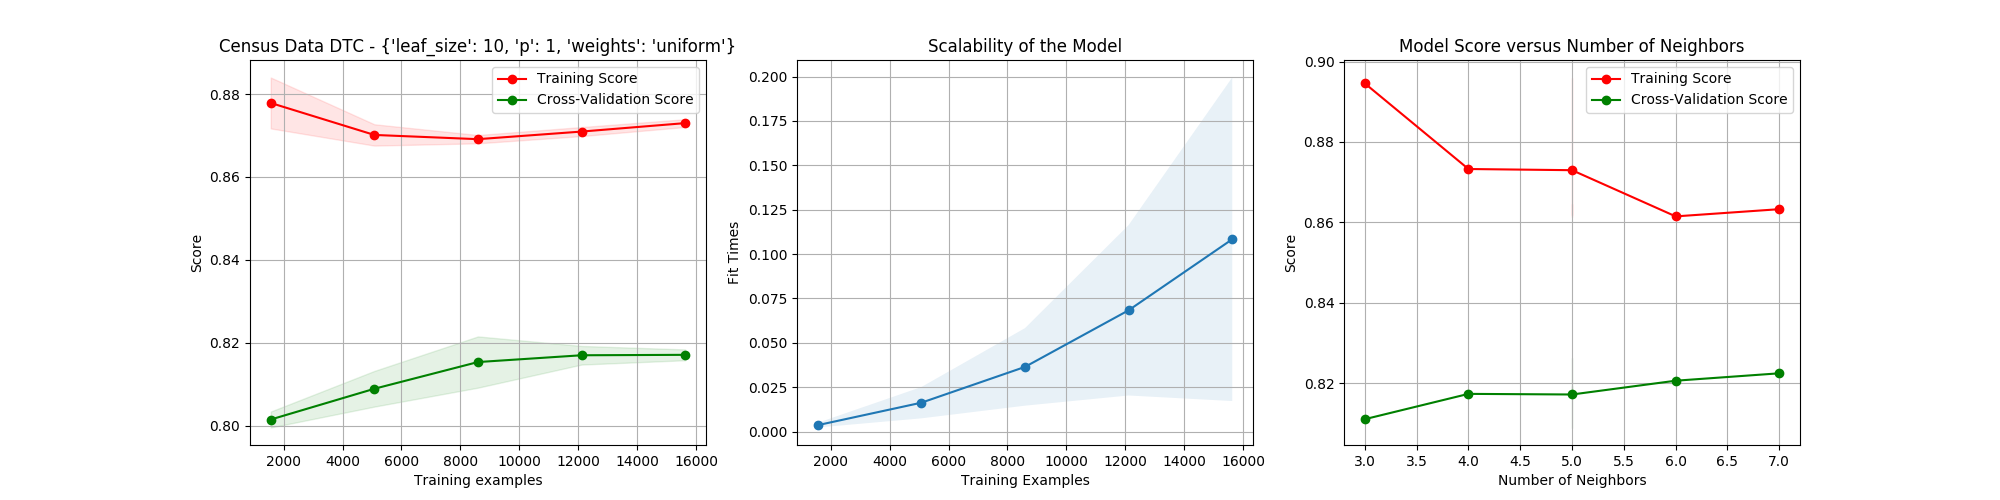 Census Data DTC - {'leaf_size': 10, 'p': 1, 'weights': 'uniform'}
Training Score
Cross-Validation Score
0.88
0.86
0.84
0.82
0.80
Score
2000 4000 6000 8000 10000 12000 14000 16000
Training examples
Scalability of the Model
0.200
0.175
0.150
0.125
0.100
0.075
0.050
0.025
0.000
Fit Times
2000 4000 6000 8000 10000 12000 14000 16000
Training Examples
Model Score versus Number of Neighbors
Training Score
Cross-Validation Score
0.90
0.88
0.86
0.84
0.82
Score
3.0 3.5 4.0 4.5 5.0 5.5 6.0 6.5 7.0
Number of Neighbors